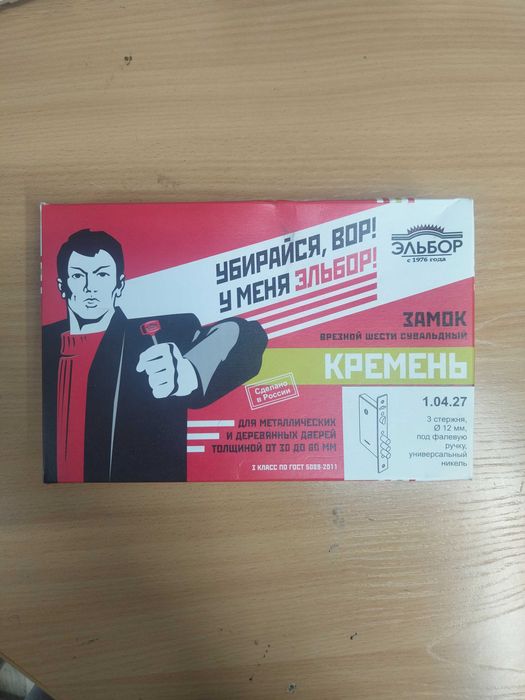 УБИРАЙСЯ, ВОР!
У МЕНЯ ЭЛЬБОР!
ЭЛЬБОР
с 1976 года
ЗАМОК
ВРЕЗНОЙ ШЕСТИ СУВАЛЬДНЫЙ
КРЕМЕНЬ
Сделано
в России
ДЛЯ МЕТАЛЛИЧЕСКИХ
И ДЕРЕВЯННЫХ ДВЕРЕЙ
ТОЛЩИНОЙ ОТ 30 ДО 60 ММ
3 КЛАСС ПО ГОСТ 5089-2011
1.04.27
3 стержня,
Ø 12 мм,
под фалевую
ручку,
универсальный
никель